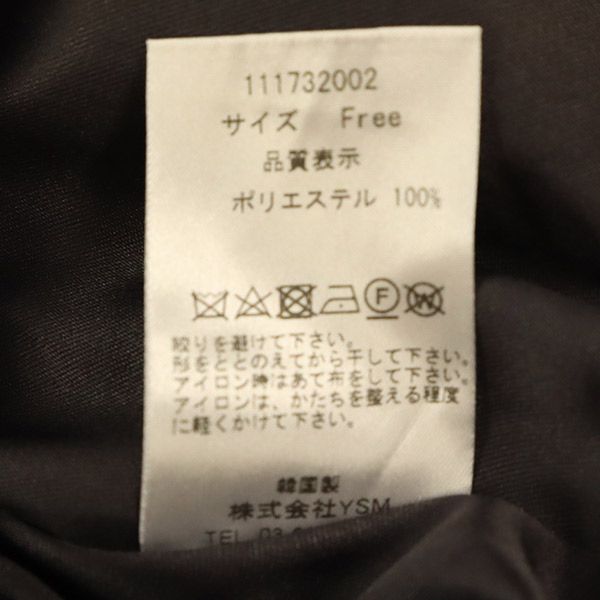 111732002
サイズ Free
品質表示
ポリエステル 100%
F W
絞りを避けて下さい。
形をととのえてから干して下さい。
アイロン時はあて布をして下さい。
アイロンは、かたちを整える程度
に軽くかけて下さい。
韓国製
株式会社YSM
TEL 03